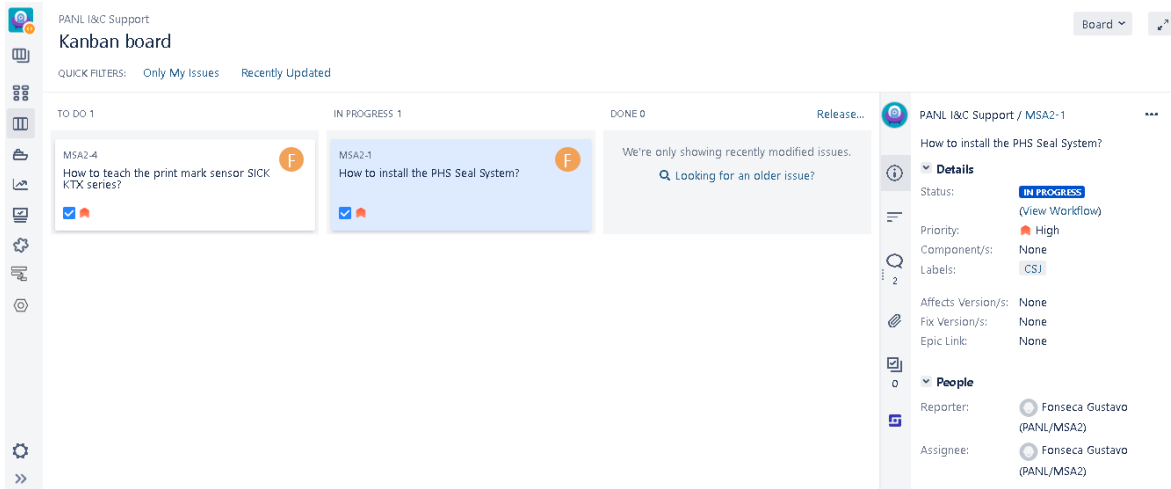 PANL I&C Support
Kanban board
Board
QUICK FILTERS: Only My Issues Recently Updated
TO DO 1
MSA2-4
F
How to teach the print mark sensor SICK
KTX series?
IN PROGRESS 1
MSA2-1
F
How to install the PHS Seal System?
DONE 0
Release...
We're only showing recently modified issues.
Looking for an older issue?
2
0
PANL I&C Support / MSA2-1
How to install the PHS Seal System?
Details
Status: IN PROGRESS
(View Workflow)
Priority: High
Component/s: None
Labels: CSJ
Affects Version/s: None
Fix Version/s: None
Epic Link: None
People
Reporter: Fonseca Gustavo
(PANL/MSA2)
Assignee: Fonseca Gustavo
(PANL/MSA2)